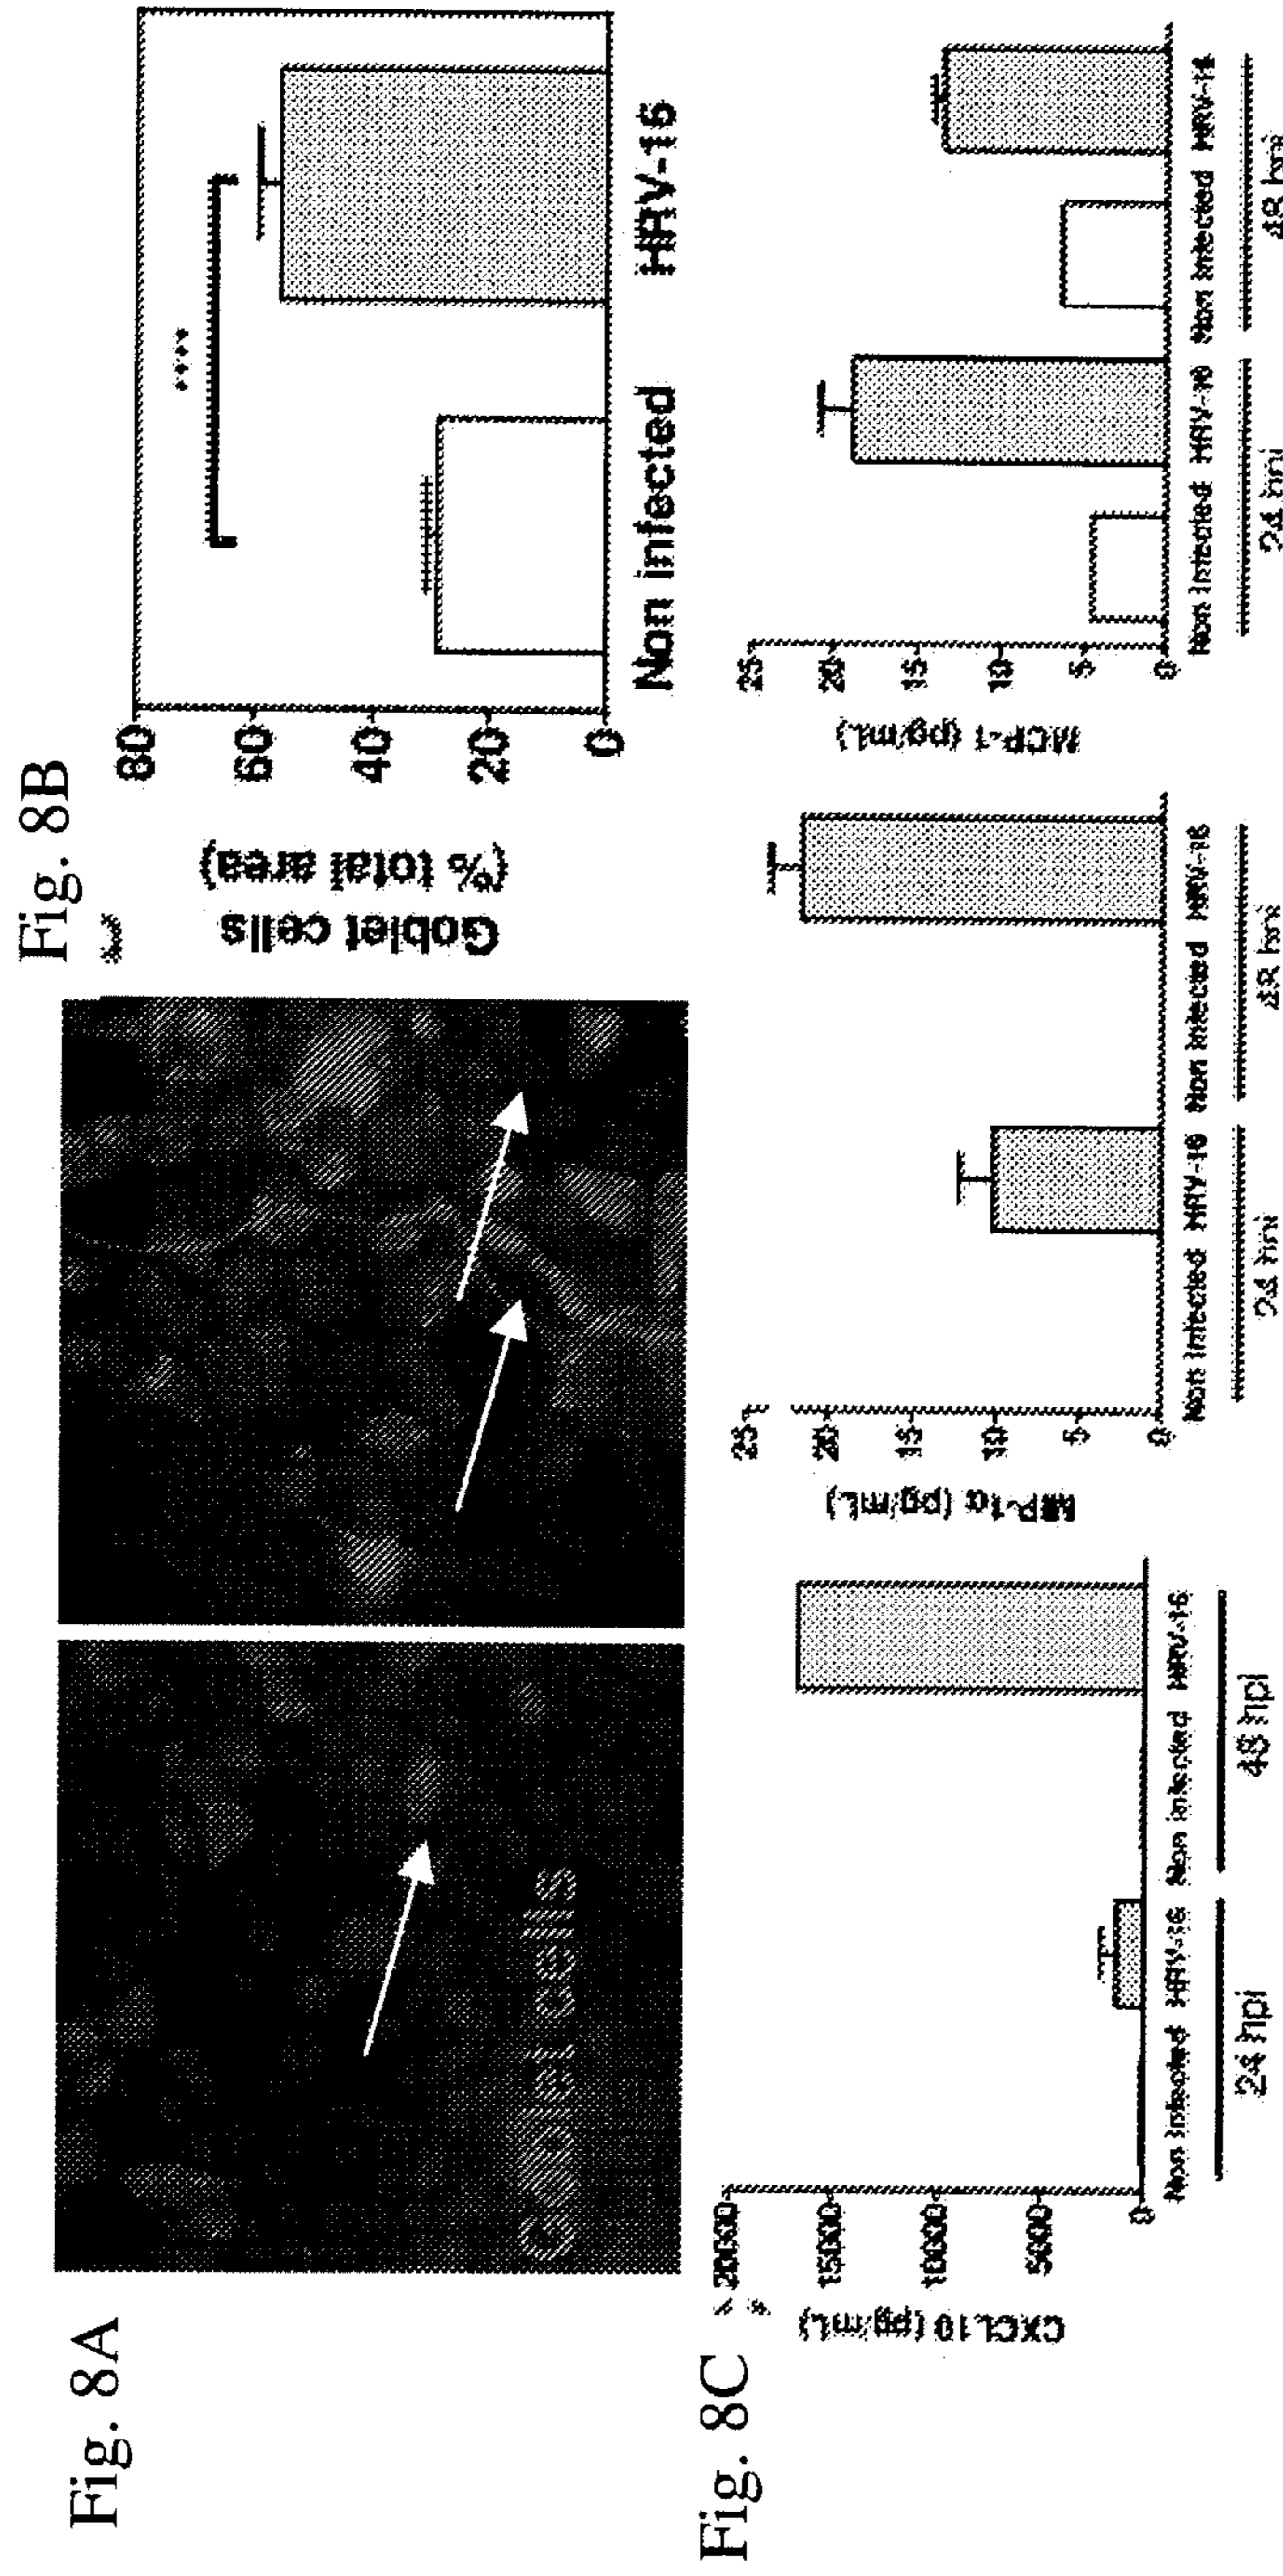 Fig. 8A
Goblet cells
Fig. 8B
Goblet cells
(% total area)
80
60
40
20
0
****
Non infected
HRV-16
Fig. 8C
CXCL10 (pg/mL)
20000
15000
10000
5000
0
Non infected HRV-16 Non infected HRV-16
24 hpi
48 hpi
MIP-1α (pg/mL)
25
20
15
10
5
0
Non infected HRV-16 Non infected HRV-16
24 hpi
48 hpi
MCP-1 (pg/mL)
25
20
15
10
5
0
Non infected HRV-16 Non infected HRV-16
24 hpi
48 hpi